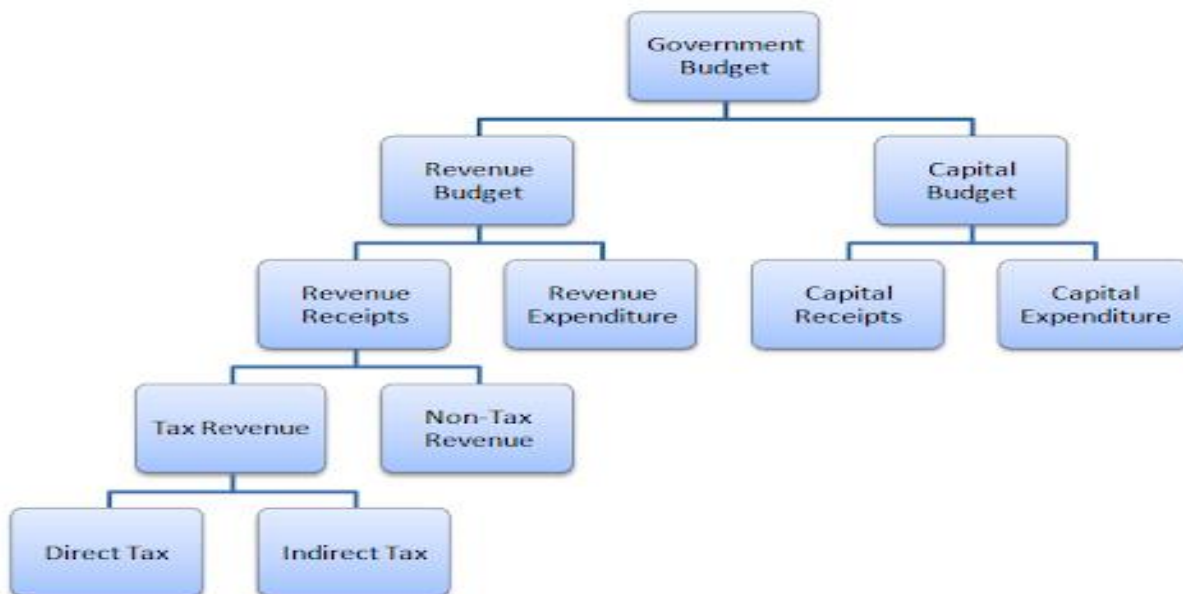 Government
Budget
Revenue
Budget
Capital
Budget
Revenue
Receipts
Revenue
Expenditure
Capital
Receipts
Capital
Expenditure
Tax Revenue
Non-Tax
Revenue
Direct Tax
Indirect Tax